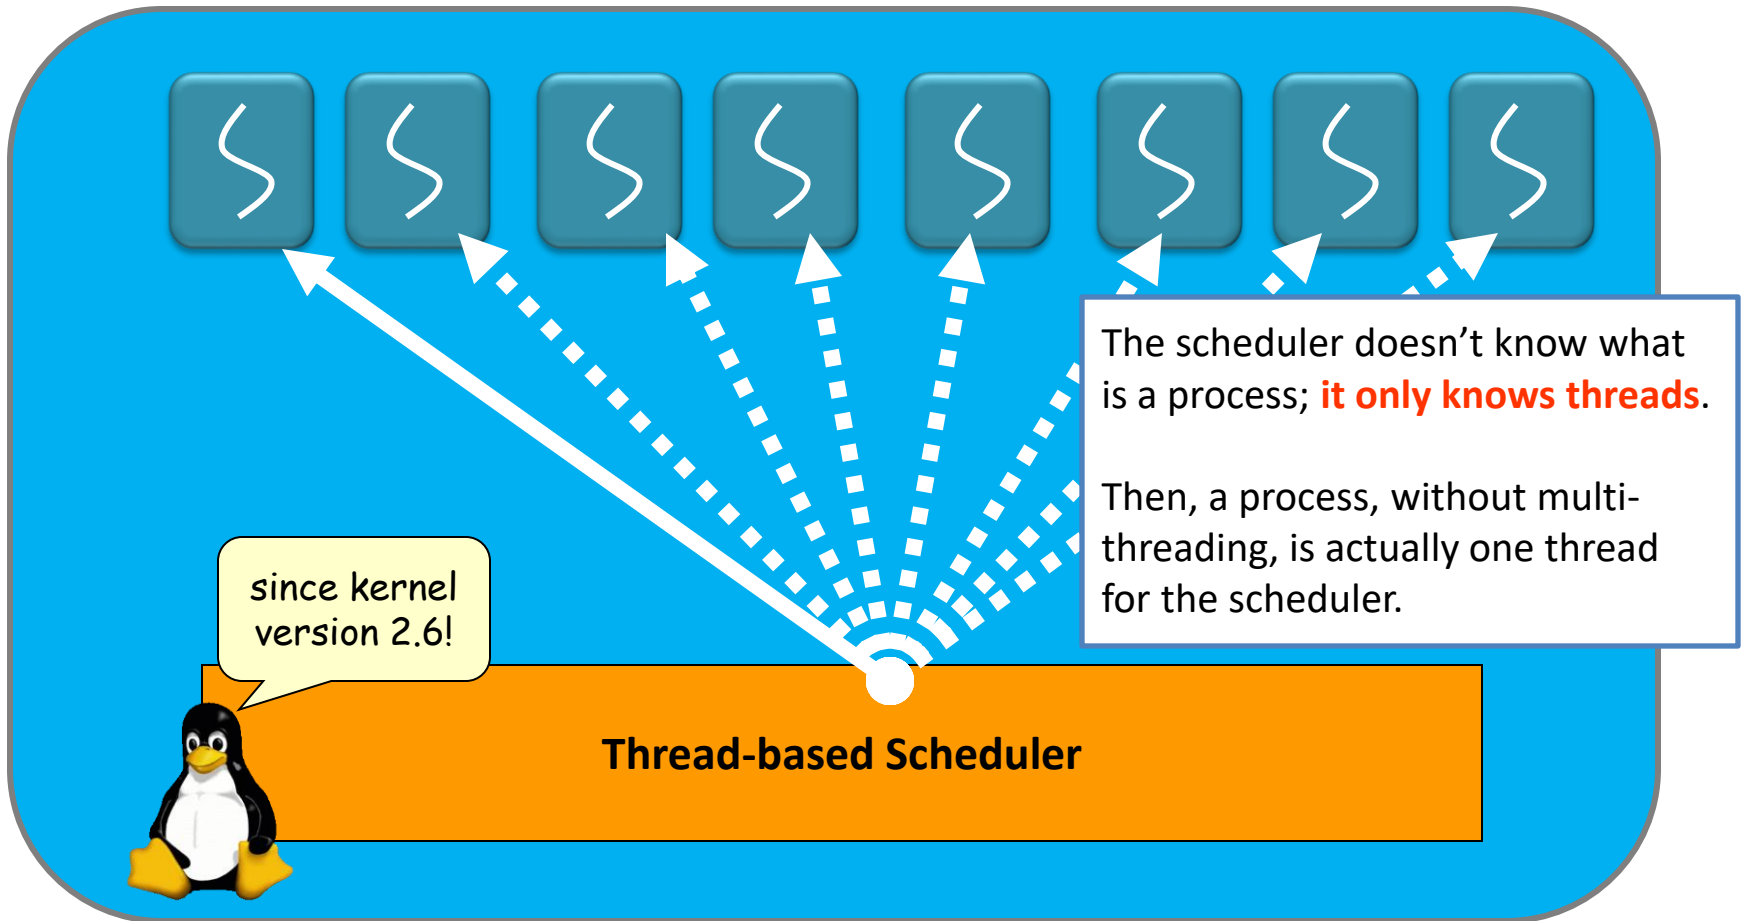 The scheduler doesn’t know what
is a process; it only knows threads.
Then, a process, without multi-
threading, is actually one thread
for the scheduler.
since kernel
version 2.6!
Thread-based Scheduler